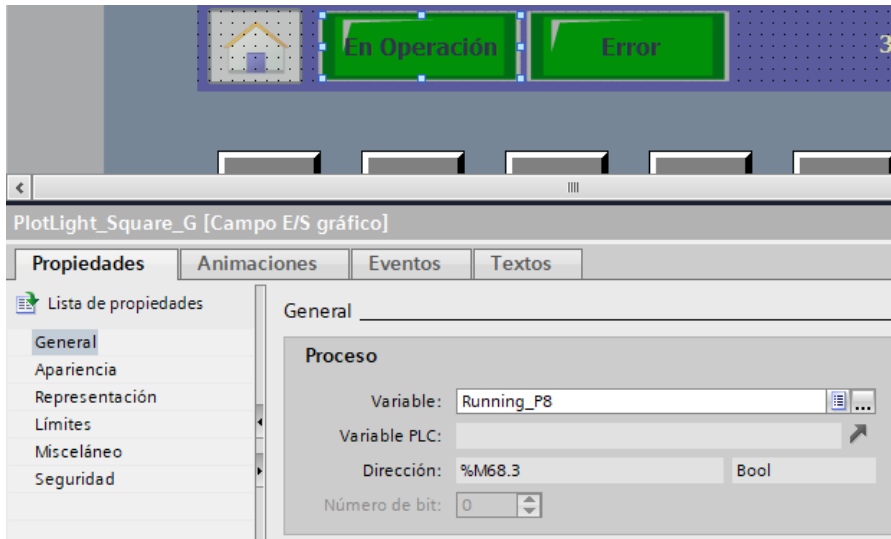 En Operación Error 3
PlotLight_Square_G [Campo E/S gráfico]
Propiedades Animaciones Eventos Textos
Lista de propiedades
General
Apariencia
Representación
Límites
Misceláneo
Seguridad
General
Proceso
Variable: Running_P8 ...
Variable PLC:
Dirección: %M68.3 Bool
Número de bit: 0